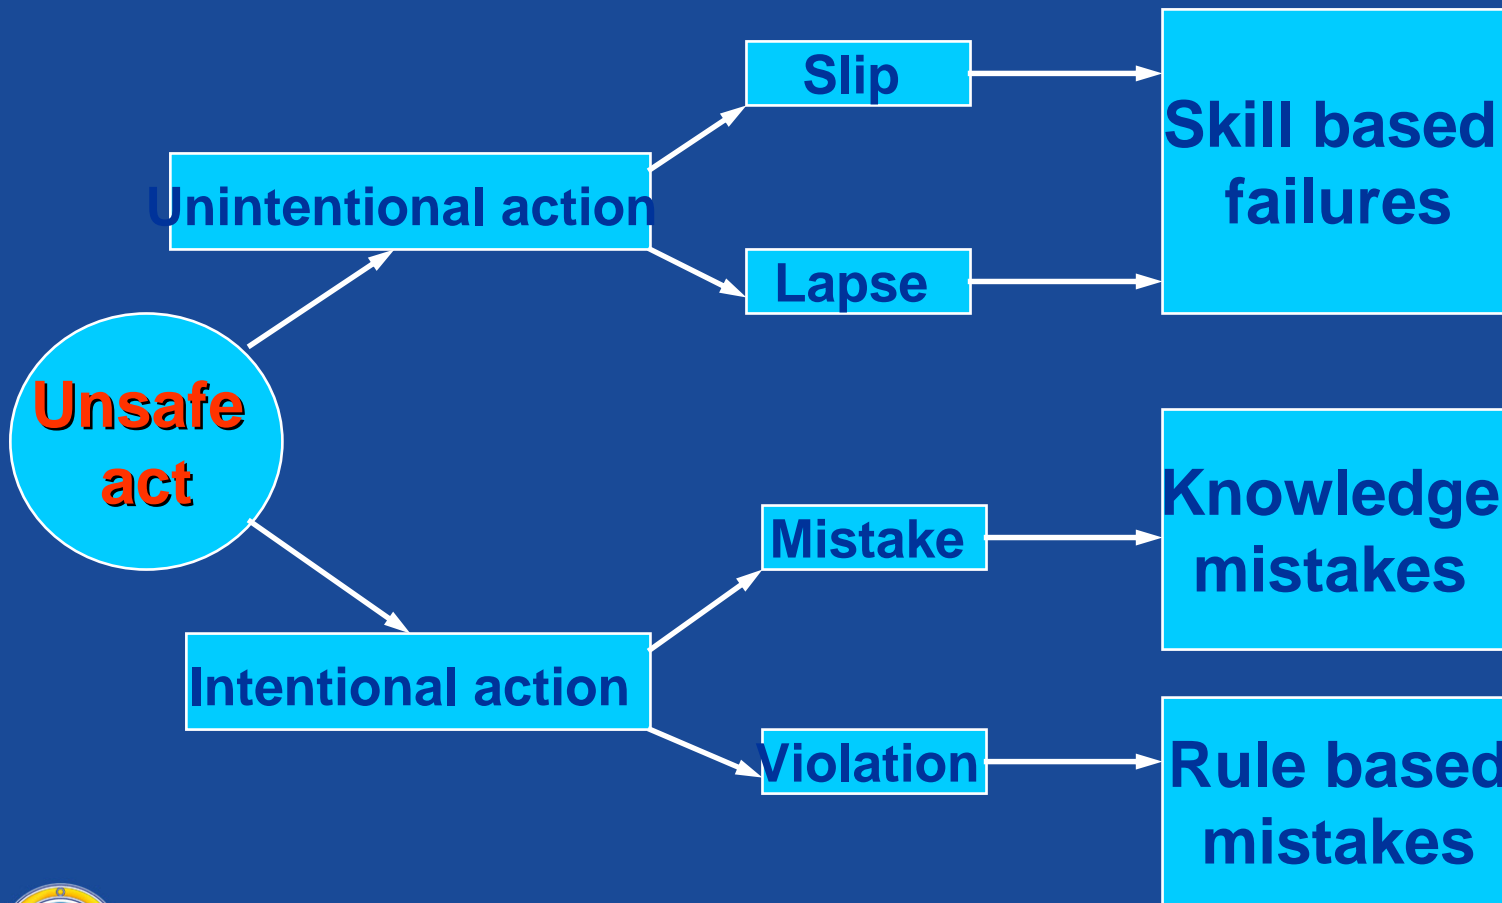 Slip
Skill based
failures
Unintentional action
Lapse
Unsafe
act
Knowledge
mistakes
Mistake
Intentional action
Violation
Rule based
mistakes